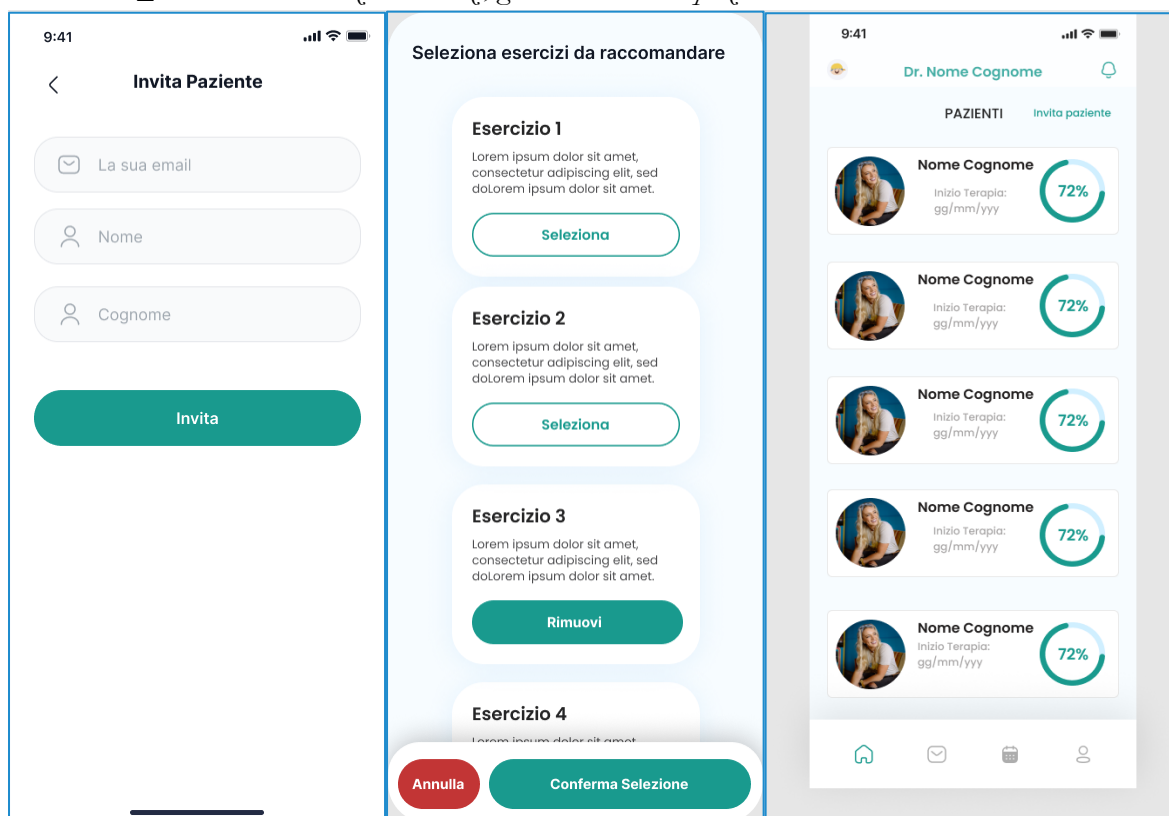 9:41
Invita Paziente
La sua email
Nome
Cognome
Invita
Seleziona esercizi da raccomandare
Esercizio 1
Lorem ipsum dolor sit amet,
consectetur adipiscing elit, sed
doLorem ipsum dolor sit amet.
Seleziona
Esercizio 2
Lorem ipsum dolor sit amet,
consectetur adipiscing elit, sed
doLorem ipsum dolor sit amet.
Seleziona
Esercizio 3
Lorem ipsum dolor sit amet,
consectetur adipiscing elit, sed
doLorem ipsum dolor sit amet.
Rimuovi
Esercizio 4
Lorem ipsum dolor sit amet,
Annulla
Conferma Selezione
9:41
Dr. Nome Cognome
PAZIENTI
Invita paziente
Nome Cognome
Inizio Terapia:
gg/mm/yyy
72%
Nome Cognome
Inizio Terapia:
gg/mm/yyy
72%
Nome Cognome
Inizio Terapia:
gg/mm/yyy
72%
Nome Cognome
Inizio Terapia:
gg/mm/yyy
72%
Nome Cognome
Inizio Terapia:
gg/mm/yyy
72%